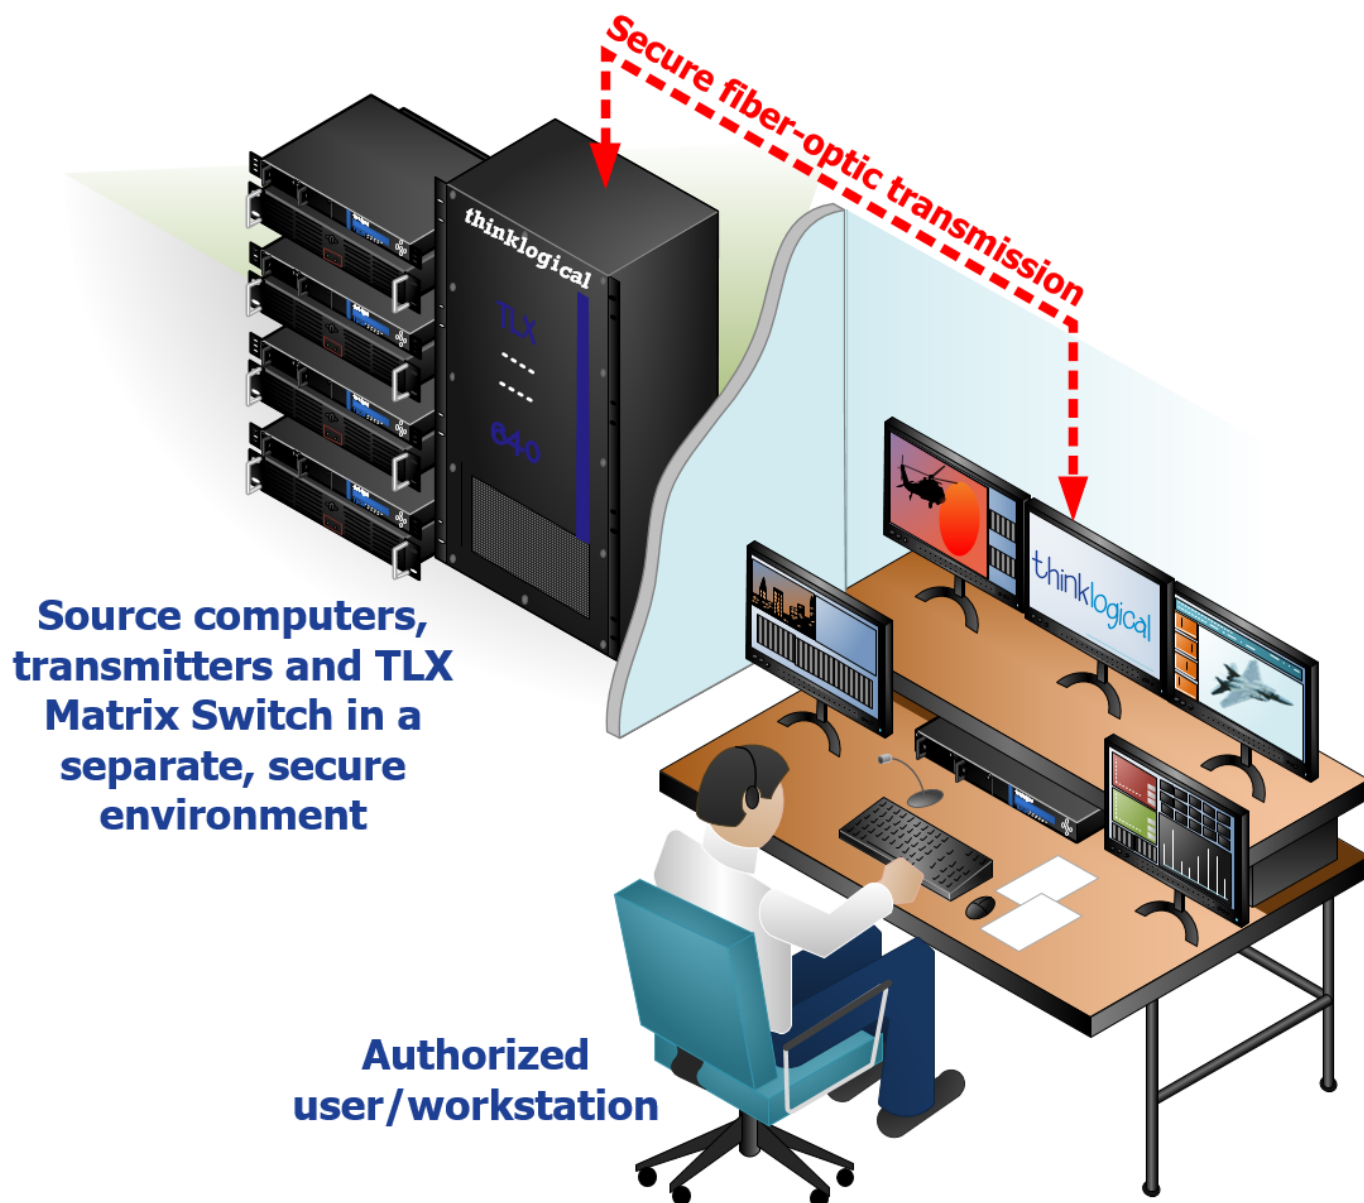 Secure fiber-optic transmission
thinklogical
TLX
640
thinklogical
Source computers,
transmitters and TLX
Matrix Switch in a
separate, secure
environment
Authorized
user/workstation